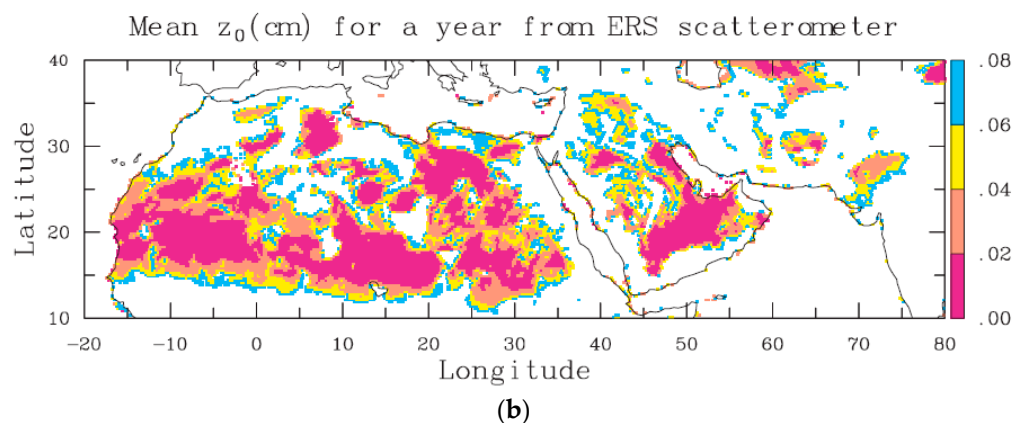 Mean z0(cm) for a year from ERS scatterometer
40
30
20
10
Latitude
.08
.06
.04
.02
.00
-20 -10 0 10 20 30 40 50 60 70 80
Longitude
(b)